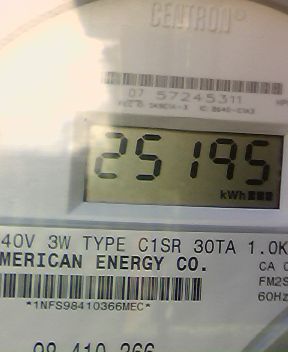 CENTRON®
07 57245311
25195
kWh
40V 3W TYPE C1SR 30TA 1.0K
MERICAN ENERGY CO.
CA 0
FM2S
60Hz
*1NFS98410366MEC*